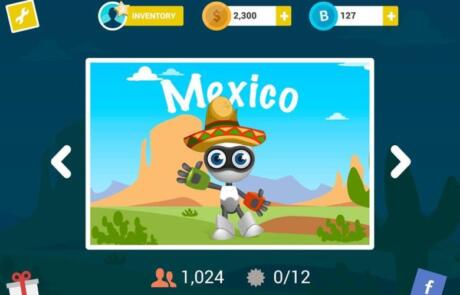 INVENTORY
$ 2,300 +
B 127 +
Mexico
1,024
0/12
f